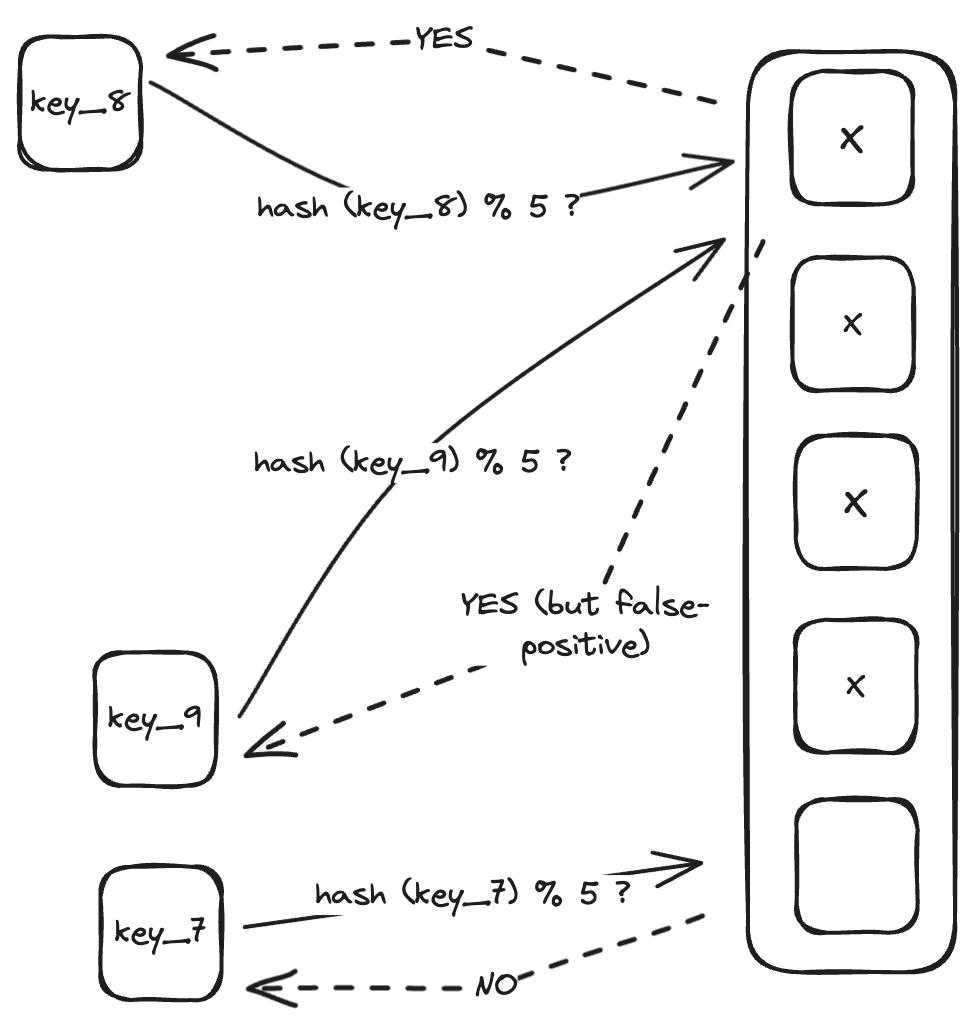 YES
key_8
x
hash (key_8) % 5 ?
x
hash (key_9) % 5 ?
x
YES (but false-
positive)
x
key_9
hash (key_7) % 5 ?
key_7
NO